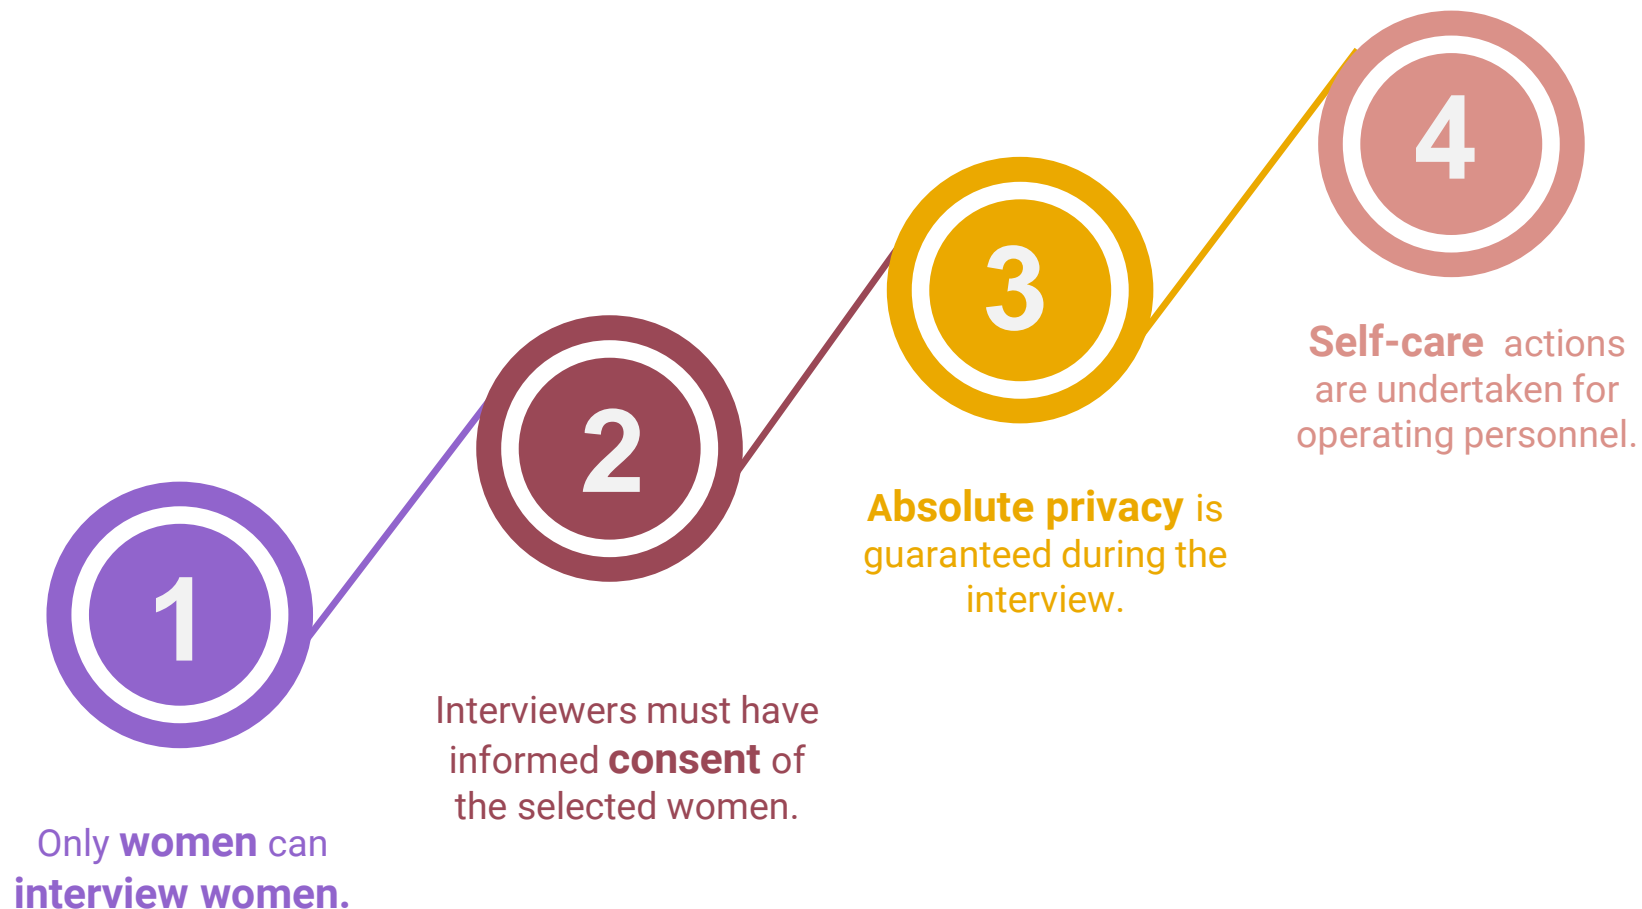 1
Only women can
interview women.
2
Interviewers must have
informed consent of
the selected women.
3
Absolute privacy is
guaranteed during the
interview.
4
Self-care actions
are undertaken for
operating personnel.